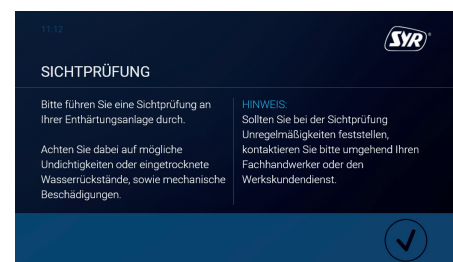 11:12
SYR®
SICHTPRÜFUNG
Bitte führen Sie eine Sichtprüfung an
Ihrer Enthärtungsanlage durch.
Achten Sie dabei auf mögliche
Undichtigkeiten oder eingetrocknete
Wasserrückstände, sowie mechanische
Beschädigungen.
HINWEIS:
Sollten Sie bei der Sichtprüfung
Unregelmäßigkeiten feststellen,
kontaktieren Sie bitte umgehend Ihren
Fachhandwerker oder den
Werkskundendienst.